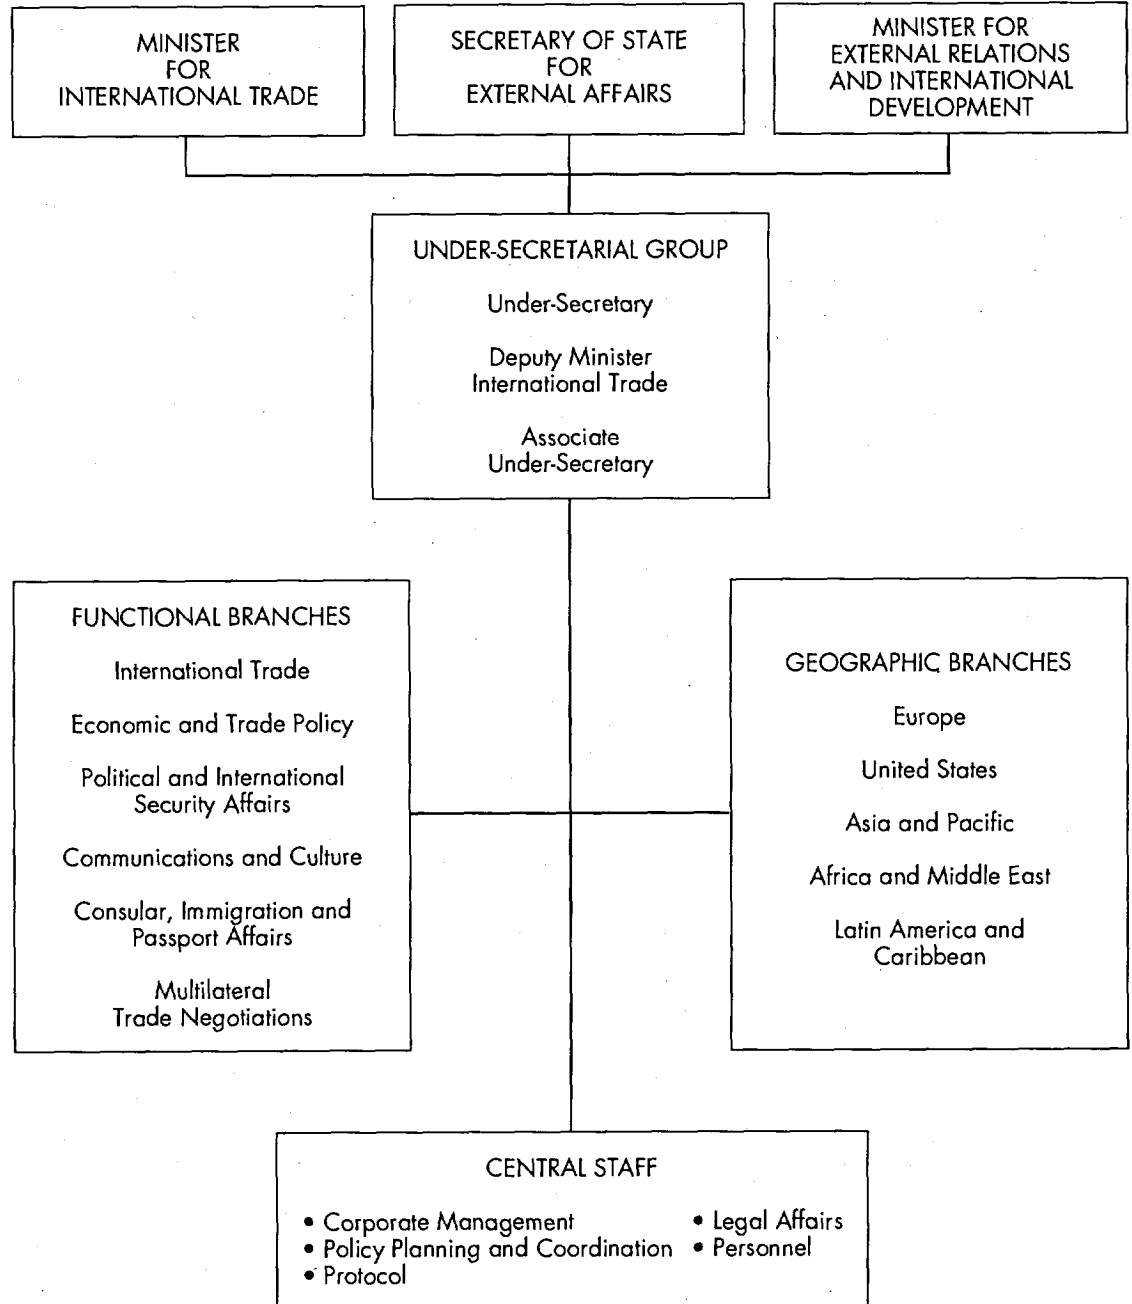 MINISTER
FOR
INTERNATIONAL TRADE
SECRETARY OF STATE
FOR
EXTERNAL AFFAIRS
MINISTER FOR
EXTERNAL RELATIONS
AND INTERNATIONAL
DEVELOPMENT
UNDER-SECRETARIAL GROUP
Under-Secretary
Deputy Minister
International Trade
Associate
Under-Secretary
FUNCTIONAL BRANCHES
International Trade
Economic and Trade Policy
Political and International
Security Affairs
Communications and Culture
Consular, Immigration and
Passport Affairs
Multilateral
Trade Negotiations
GEOGRAPHIC BRANCHES
Europe
United States
Asia and Pacific
Africa and Middle East
Latin America and
Caribbean
CENTRAL STAFF
• Corporate Management
• Policy Planning and Coordination
• Protocol
• Legal Affairs
• Personnel